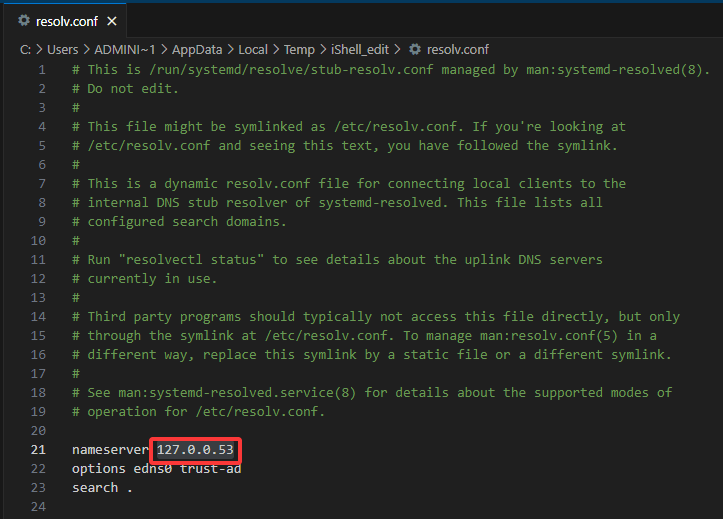 resolv.conf
C: > Users > ADMINI~1 > AppData > Local > Temp > iShell_edit > resolv.conf
1 # This is /run/systemd/resolve/stub-resolv.conf managed by man:systemd-resolved(8).
2 # Do not edit.
3 #
4 # This file might be symlinked as /etc/resolv.conf. If you're looking at
5 # /etc/resolv.conf and seeing this text, you have followed the symlink.
6 #
7 # This is a dynamic resolv.conf file for connecting local clients to the
8 # internal DNS stub resolver of systemd-resolved. This file lists all
9 # configured search domains.
10 #
11 # Run "resolvectl status" to see details about the uplink DNS servers
12 # currently in use.
13 #
14 # Third party programs should typically not access this file directly, but only
15 # through the symlink at /etc/resolv.conf. To manage man:resolv.conf(5) in a
16 # different way, replace this symlink by a static file or a different symlink.
17 #
18 # See man:systemd-resolved.service(8) for details about the supported modes of
19 # operation for /etc/resolv.conf.
20
21 nameserver 127.0.0.53
22 options edns0 trust-ad
23 search .
24